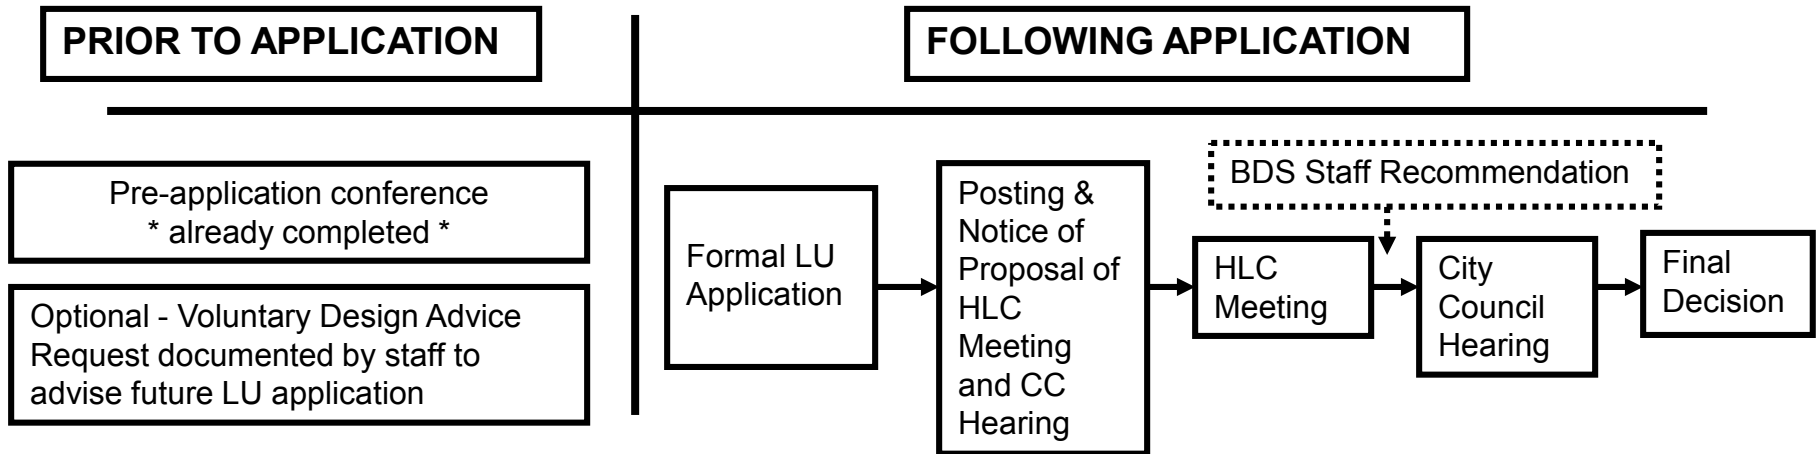 PRIOR TO APPLICATION
FOLLOWING APPLICATION
Pre-application conference
* already completed *
Optional - Voluntary Design Advice
Request documented by staff to
advise future LU application
Formal LU
Application
Posting &
Notice of
Proposal of
HLC
Meeting
and CC
Hearing
BDS Staff Recommendation
HLC
Meeting
City
Council
Hearing
Final
Decision